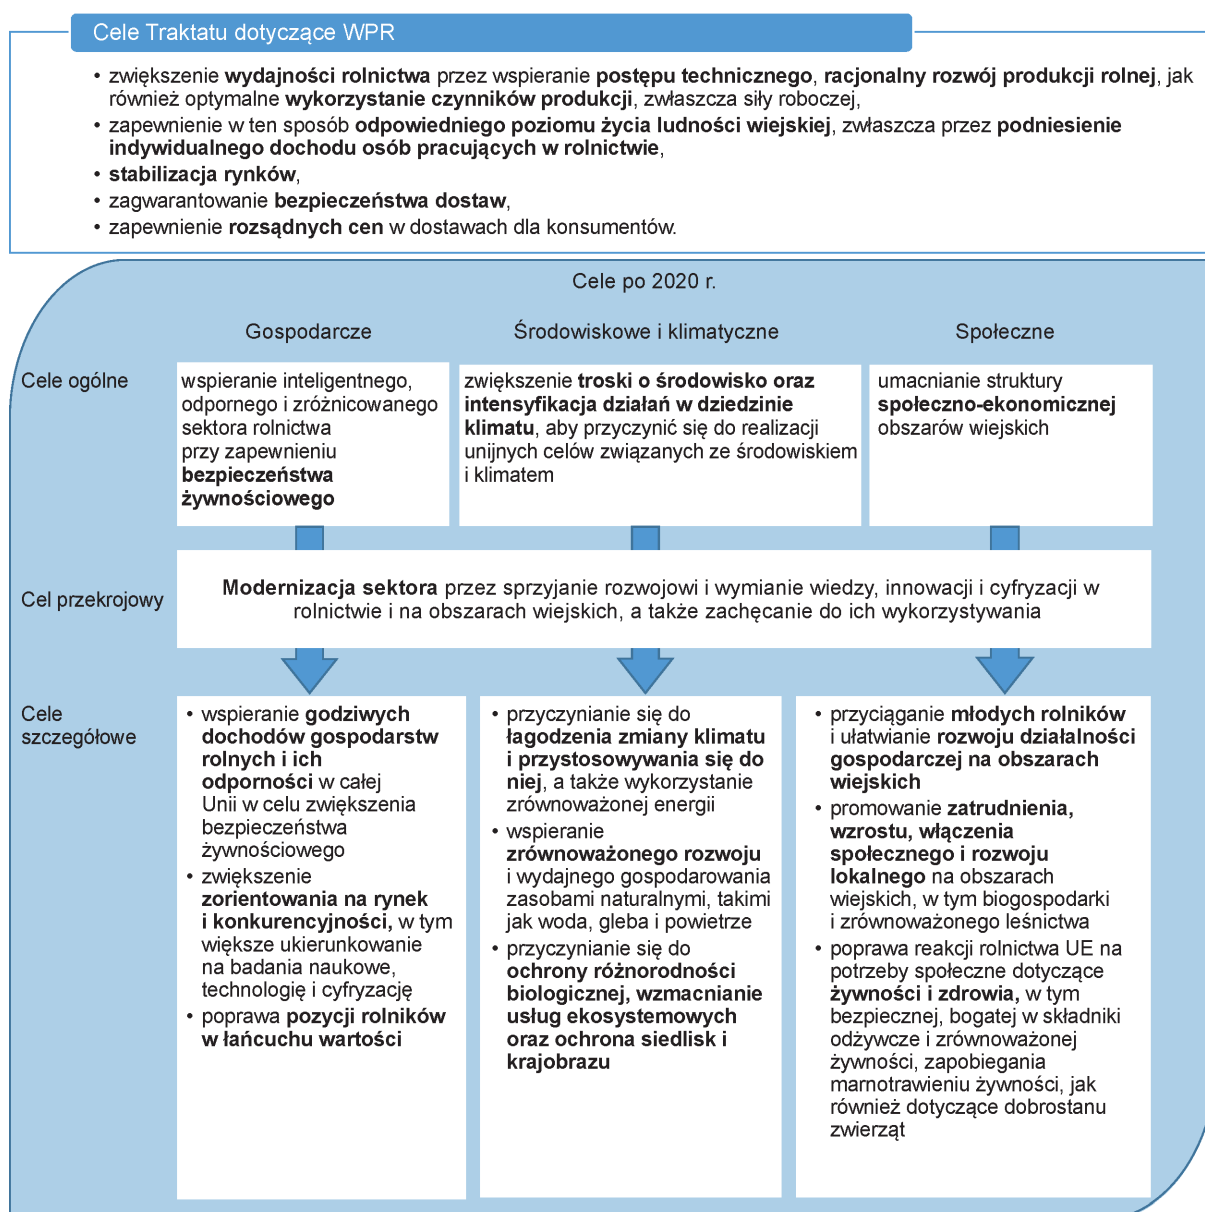 Cele Traktatu dotyczące WPR
• zwiększenie wydajności rolnictwa przez wspieranie postępu technicznego, racjonalny rozwój produkcji rolnej, jak
również optymalne wykorzystanie czynników produkcji, zwłaszcza siły roboczej,
• zapewnienie w ten sposób odpowiedniego poziomu życia ludności wiejskiej, zwłaszcza przez podniesienie
indywidualnego dochodu osób pracujących w rolnictwie,
• stabilizacja rynków,
• zagwarantowanie bezpieczeństwa dostaw,
• zapewnienie rozsądnych cen w dostawach dla konsumentów.
Cele po 2020 r.
Gospodarcze
Środowiskowe i klimatyczne
Społeczne
Cele ogólne
wspieranie inteligentnego,
odpornego i zróżnicowanego
sektora rolnictwa
przy zapewnieniu
bezpieczeństwa
żywnościowego
zwiększenie troski o środowisko oraz
intensyfikacja działań w dziedzinie
klimatu, aby przyczynić się do realizacji
unijnych celów związanych ze środowiskiem
i klimatem
umacnianie struktury
społeczno-ekonomicznej
obszarów wiejskich
Cel przekrojowy
Modernizacja sektora przez sprzyjanie rozwojowi i wymianie wiedzy, innowacji i cyfryzacji w
rolnictwie i na obszarach wiejskich, a także zachęcanie do ich wykorzystywania
Cele
szczegółowe
• wspieranie godziwych
dochodów gospodarstw
rolnych i ich
odporności w całej
Unii w celu zwiększenia
bezpieczeństwa
żywnościowego
• zwiększenie
zorientowania na rynek
i konkurencyjności, w tym
większe ukierunkowanie
na badania naukowe,
technologię i cyfryzację
• poprawa pozycji rolników
w łańcuchu wartości
• przyczynianie się do
łagodzenia zmiany klimatu
i przystosowywania się do
niej, a także wykorzystanie
zrównoważonej energii
• wspieranie
zrównoważonego rozwoju
i wydajnego gospodarowania
zasobami naturalnymi, takimi
jak woda, gleba i powietrze
• przyczynianie się do
ochrony różnorodności
biologicznej, wzmacnianie
usług ekosystemowych
oraz ochrona siedlisk i
krajobrazu
• przyciąganie młodych rolników
i ułatwianie rozwoju działalności
gospodarczej na obszarach
wiejskich
• promowanie zatrudnienia,
wzrostu, włączenia
społecznego i rozwoju
lokalnego na obszarach
wiejskich, w tym biogospodarki
i zrównoważonego leśnictwa
• poprawa reakcji rolnictwa UE na
potrzeby społeczne dotyczące
żywności i zdrowia, w tym
bezpiecznej, bogatej w składniki
odżywcze i zrównoważonej
żywności, zapobiegania
marnotrawieniu żywności, jak
również dotyczące dobrostanu
zwierząt